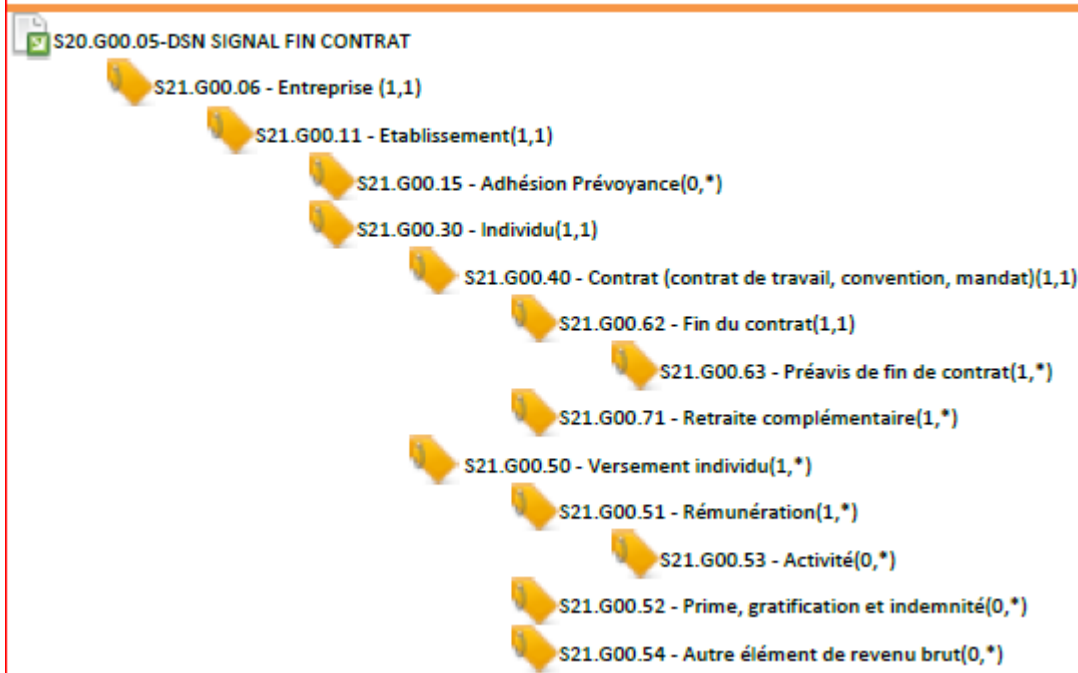 S20.G00.05-DSN SIGNAL FIN CONTRAT
S21.G00.06 - Entreprise (1,1)
S21.G00.11 - Etablissement(1,1)
S21.G00.15 - Adhésion Prévoyance(0,*)
S21.G00.30 - Individu(1,1)
S21.G00.40 - Contrat (contrat de travail, convention, mandat)(1,1)
S21.G00.62 - Fin du contrat(1,1)
S21.G00.63 - Préavis de fin de contrat(1,*)
S21.G00.71 - Retraite complémentaire(1,*)
S21.G00.50 - Versement individu(1,*)
S21.G00.51 - Rémunération(1,*)
S21.G00.53 - Activité(0,*)
S21.G00.52 - Prime, gratification et indemnité(0,*)
S21.G00.54 - Autre élément de revenu brut(0,*)